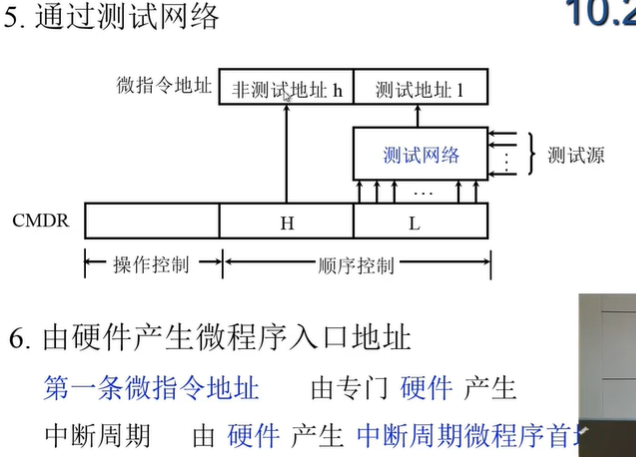 5. 通过测试网络
10.2
微指令地址 非测试地址 h 测试地址 l
测试网络
测试源
…
CMDR H L
操作控制 顺序控制
6. 由硬件产生微程序入口地址
第一条微指令地址 由专门 硬件 产生
中断周期 由 硬件 产生 中断周期微程序首